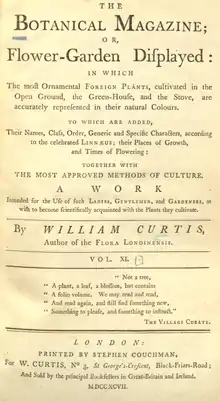 THE
BOTANICAL MAGAZINE;
OR,
Flower-Garden Displayed:
IN WHICH
The most Ornamental FOREIGN PLANTS, cultivated in the
Open Ground, the Green-House, and the Stove, are
accurately represented in their natural Colours.
TO WHICH ARE ADDED,
Their Names, Class, Order, Generic and Specific Characters, according
to the celebrated LINNÆUS; their Places of Growth,
and Times of Flowering:
TOGETHER WITH
THE MOST APPROVED METHODS OF CULTURE.
A WORK
Intended for the Use of such LADIES, GENTLEMEN, and GARDENERS, as
wish to become scientifically acquainted with the Plants they cultivate.
By WILLIAM CURTIS,
Author of the FLORA LONDINENSIS.
VOL. XI.
" Not a tree,
" A plant, a leaf, a blossom, but contains
" A folio volume. We may read and read,
" And read again, and still find something new,
" Something to please, and something to instruct."
THE VILLAGE CURATE.
LONDON:
PRINTED BY STEPHEN COUCHMAN,
For W. CURTIS, No 3, St George's-Crescent, Black-Friars-Road;
And Sold by the principal Booksellers in Great-Britain and Ireland.
M.DCC.XCVII.